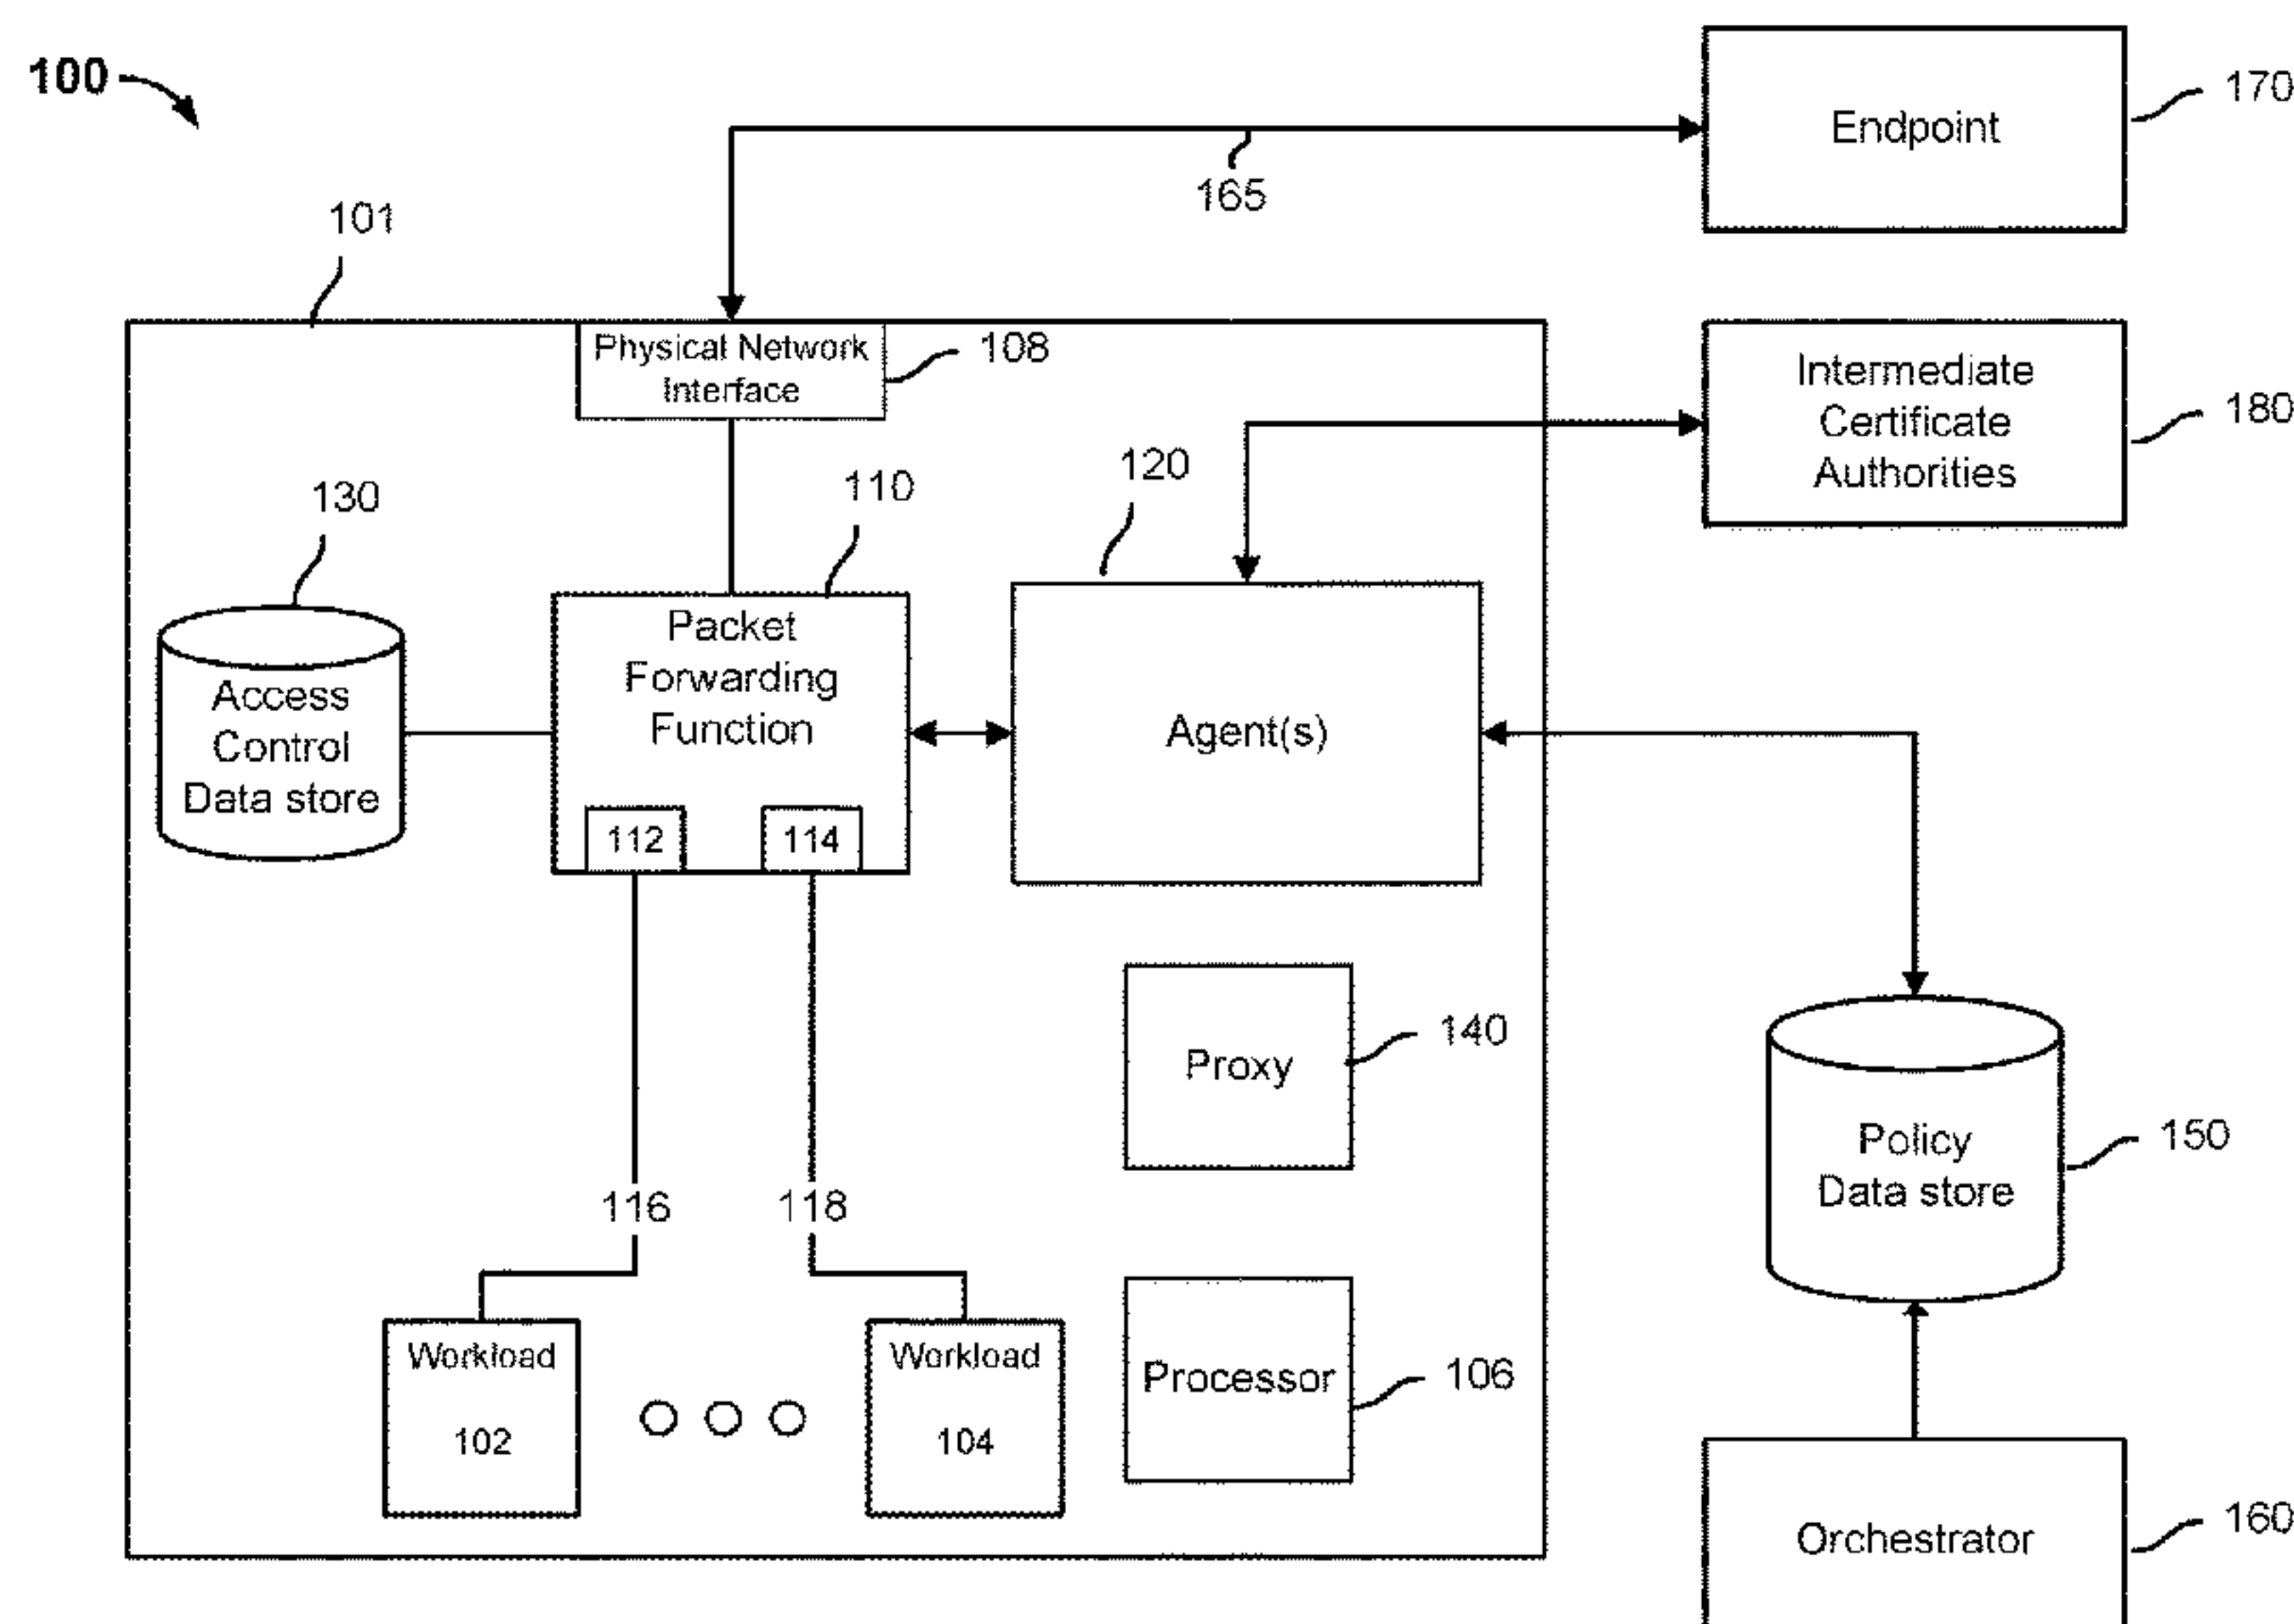 100
Endpoint
170
165
101
Physical Network
Interface
108
Intermediate
Certificate
Authorities
180
120
110
130
Packet
Forwarding
Function
Access
Control
Data store
Agent(s)
112
114
140
Proxy
Policy
Data store
150
116
118
Workload
102
Workload
104
Processor
106
Orchestrator
160